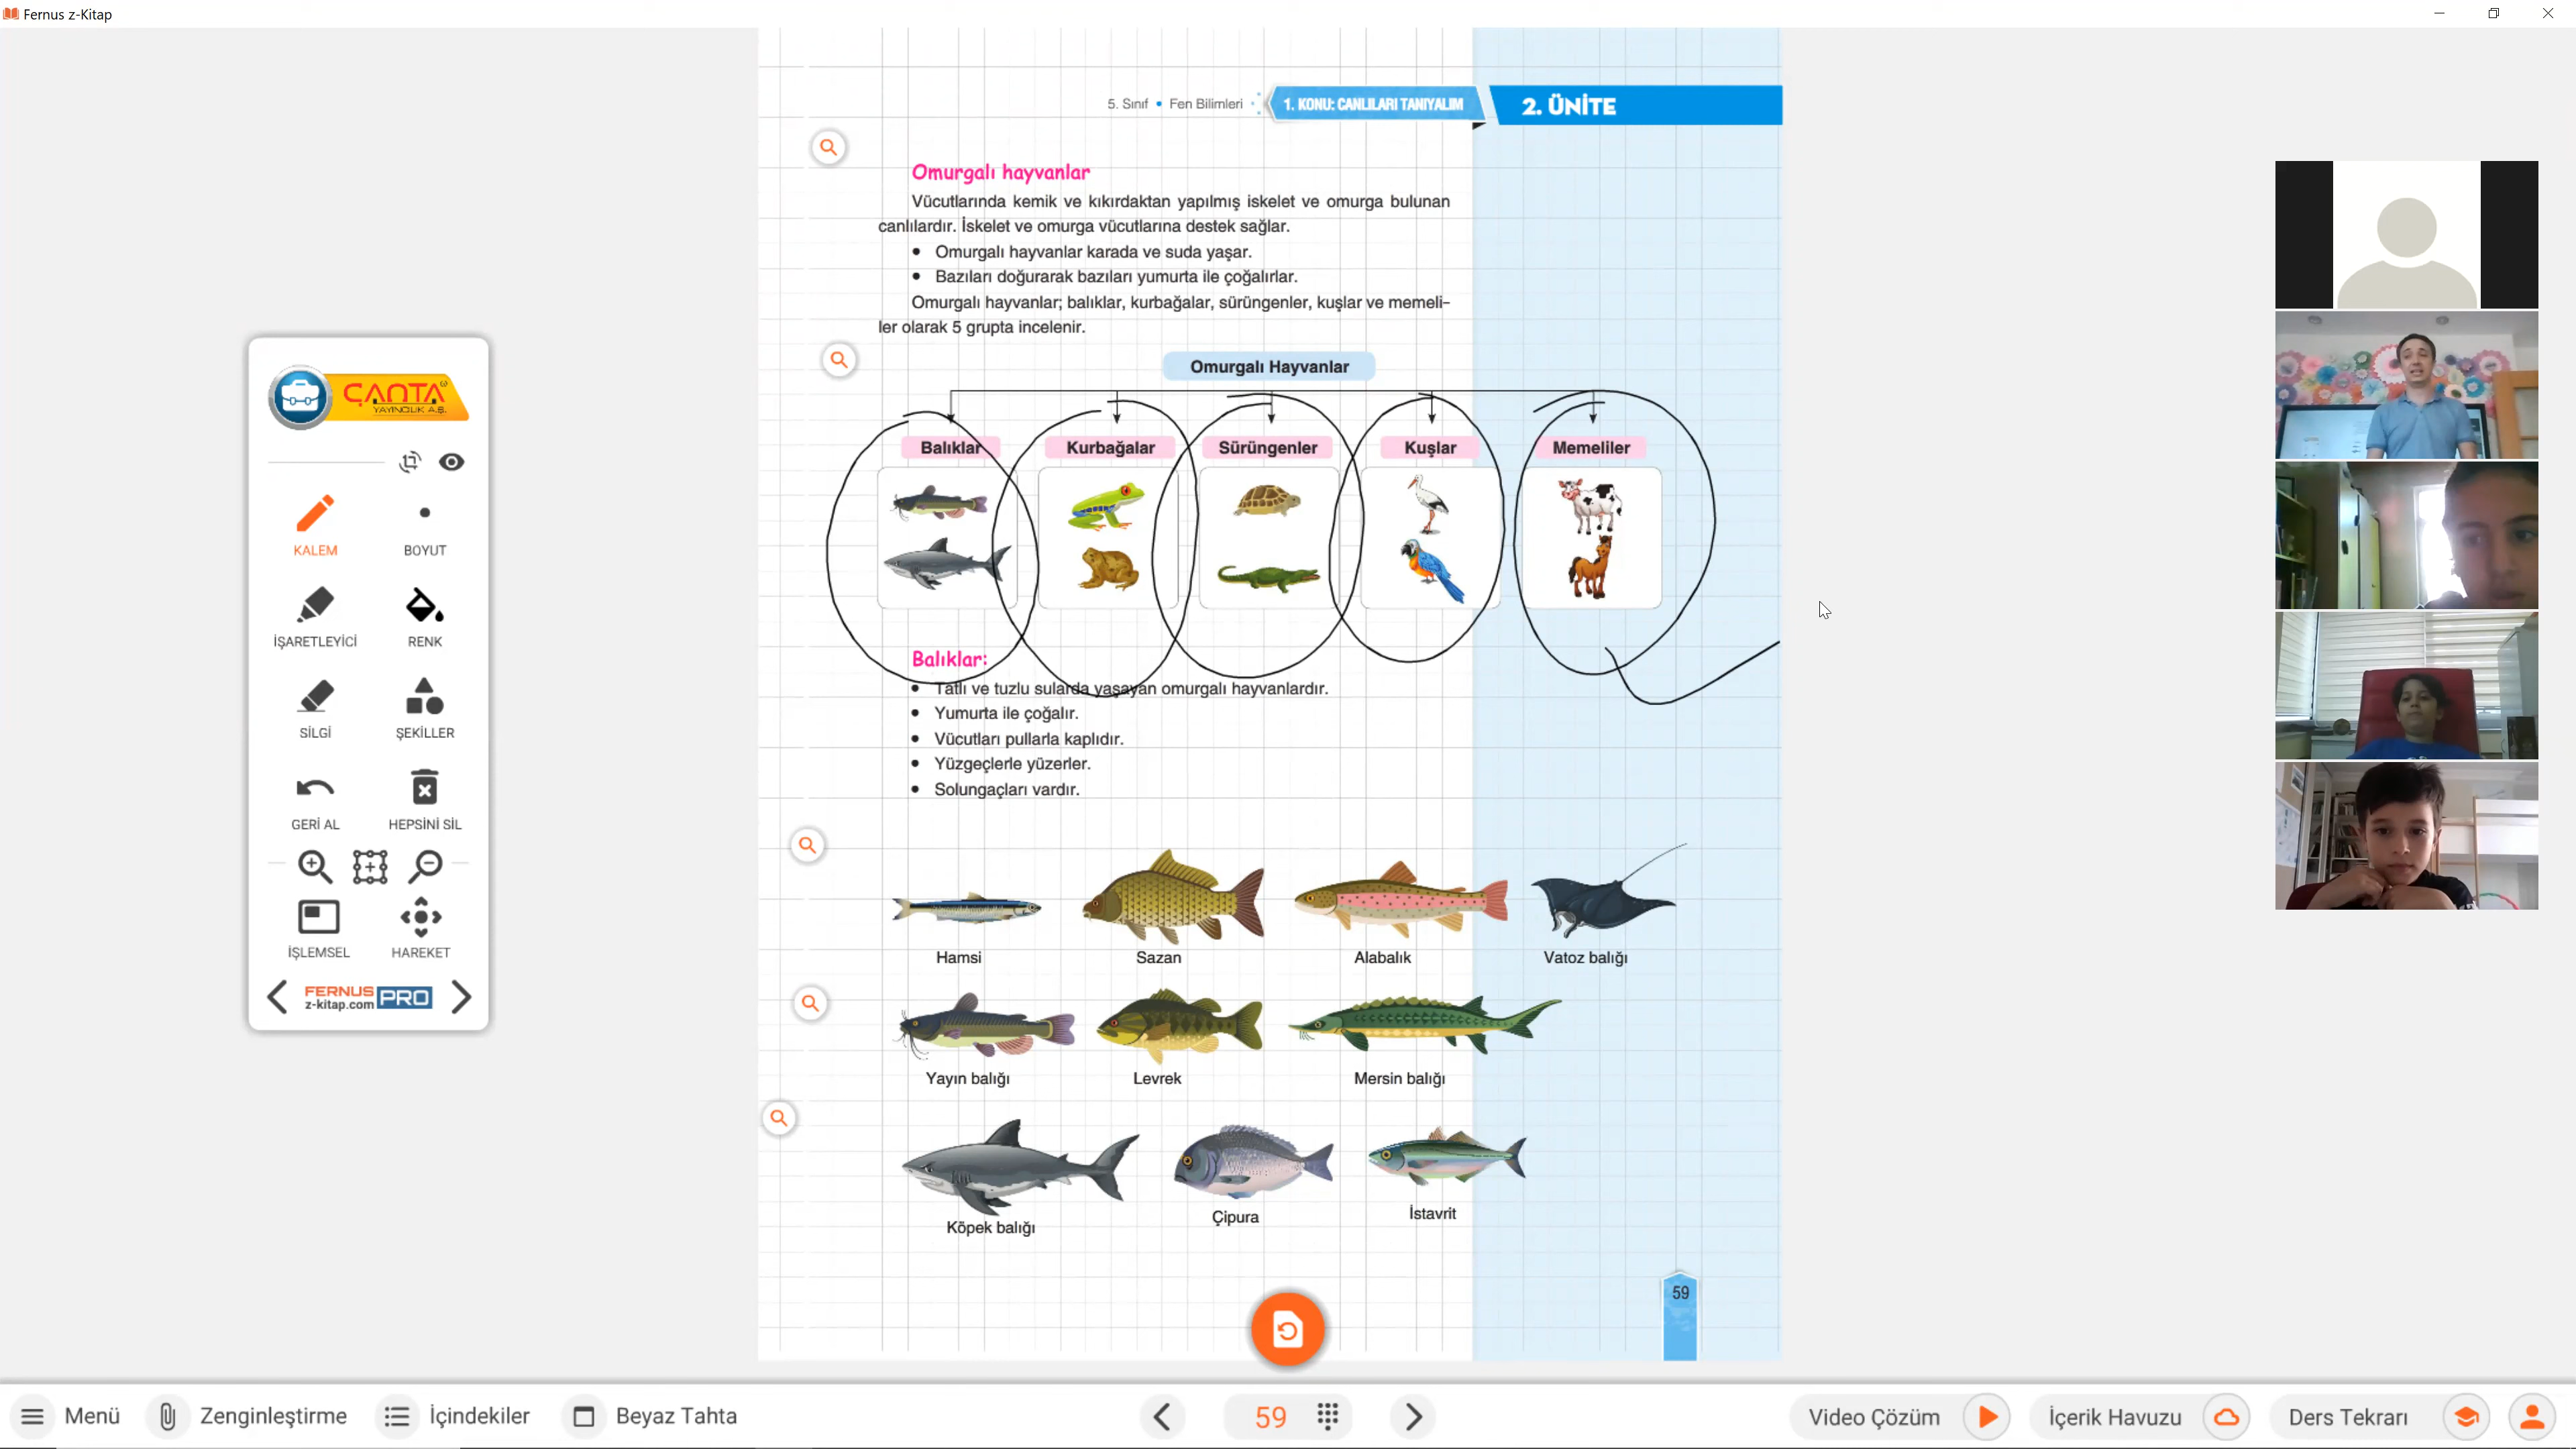 Fernus z-Kitap
5. Sınıf • Fen Bilimleri
1. KONU: CANLILARI TANIYALIM
2. ÜNİTE
Omurgalı hayvanlar
Vücutlarında kemik ve kıkırdaktan yapılmış iskelet ve omurga bulunan
canlılardır. İskelet ve omurga vücutlarına destek sağlar.
• Omurgalı hayvanlar karada ve suda yaşar.
• Bazıları doğurarak bazıları yumurta ile çoğalırlar.
Omurgalı hayvanlar; balıklar, kurbağalar, sürüngenler, kuşlar ve memeli-
ler olarak 5 grupta incelenir.
Omurgalı Hayvanlar
Balıklar Kurbağalar Sürüngenler Kuşlar Memeliler
Balıklar:
• Tatlı ve tuzlu sularda yaşayan omurgalı hayvanlardır.
• Yumurta ile çoğalır.
• Vücutları pullarla kaplıdır.
• Yüzgeçlerle yüzerler.
• Solungaçları vardır.
Hamsi Sazan Alabalık Vatoz balığı
Yayın balığı Levrek Mersin balığı
Köpek balığı Çipura İstavrit
59
ÇANTA
YAYINCILIK A.Ş.
KALEM BOYUT
İŞARETLEYİCİ RENK
SİLGİ ŞEKİLLER
GERİ AL HEPSİNİ SİL
İŞLEMSEL HAREKET
FERNUS
z-kitap.com PRO
Menü Zenginleştirme İçindekiler Beyaz Tahta 59 Video Çözüm İçerik Havuzu Ders Tekrarı